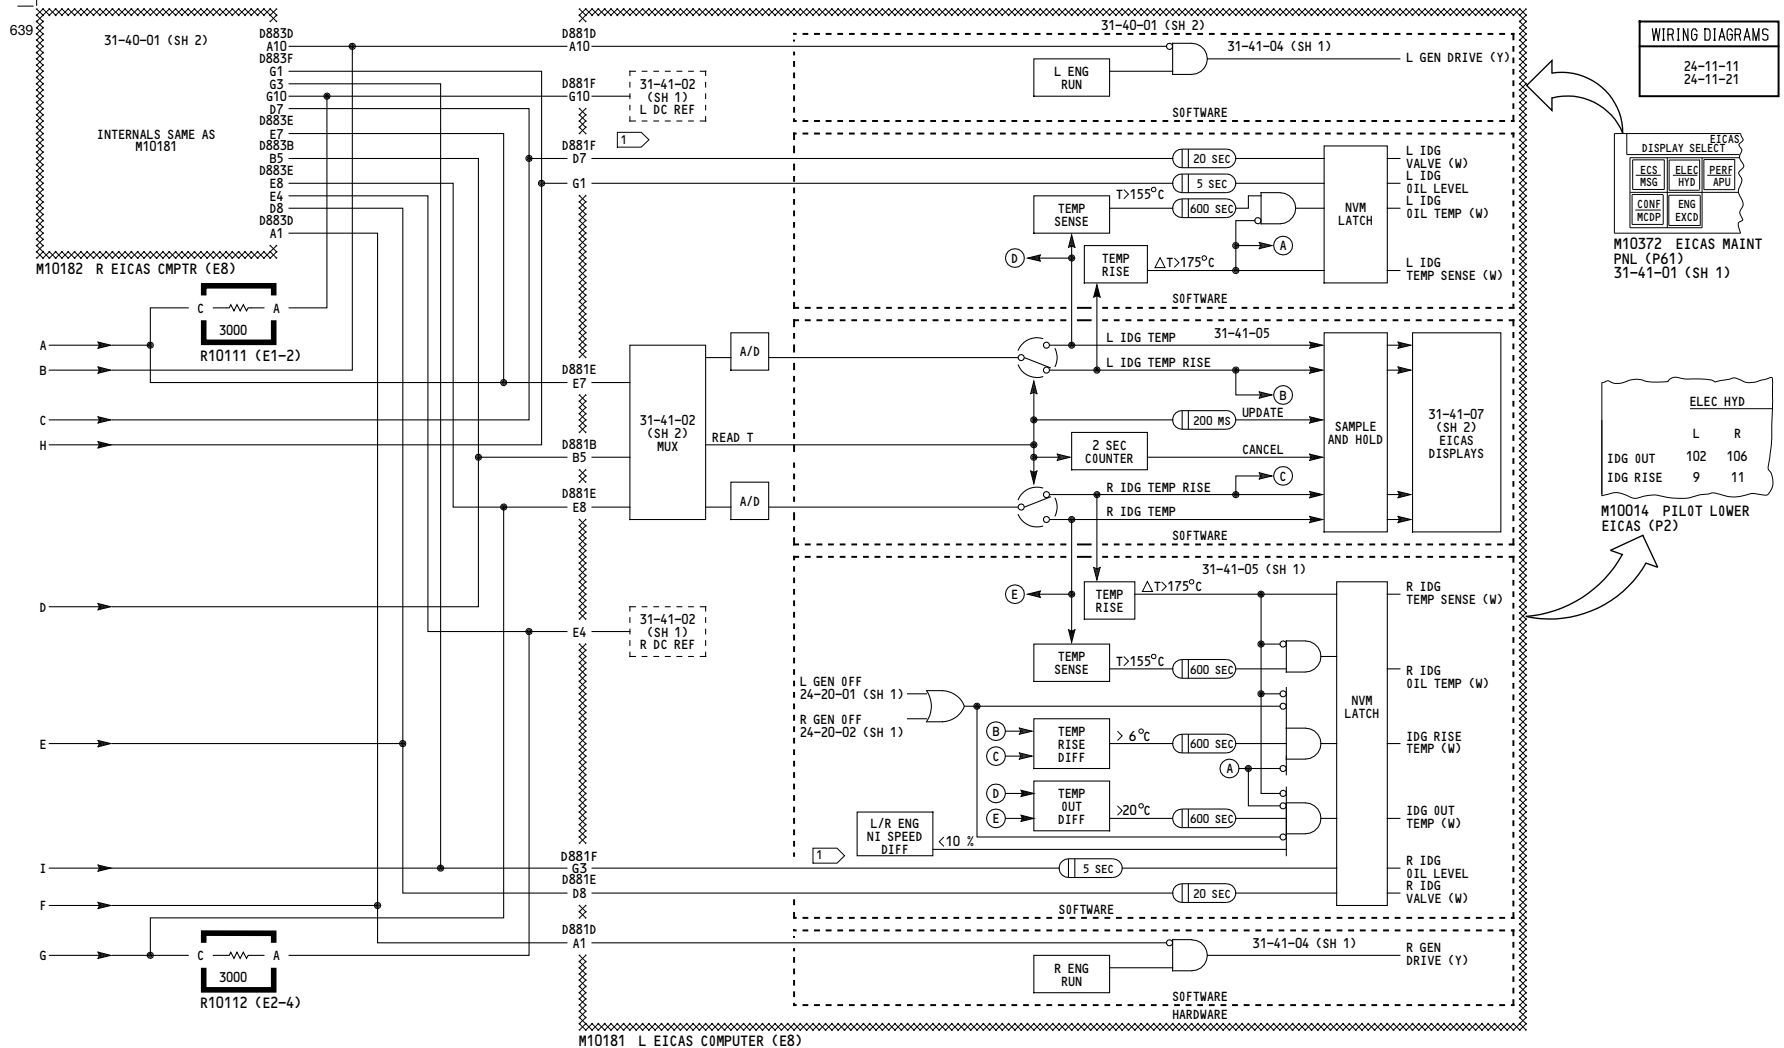 639
31-40-01 (SH 2)
INTERNALS SAME AS
M10181
D883D
A10
D883F
G1
G3
G10
D7
D883E
E7
D883B
B5
D883E
E8
E4
D8
D883D
A1
M10182 R EICAS CMPTR (E8)
C A
3000
R10111 (E1-2)
A
B
C
H
D
E
I
F
G
C A
3000
R10112 (E2-4)
D881D
A10
D881F
G10
D881F
D7
G1
D881E
E7
D881B
B5
D881E
E8
E4
D881F
G3
D881E
D8
D881D
A1
31-41-02
(SH 1)
L DC REF
1
31-41-02
(SH 2)
MUX
A/D
READ T
A/D
31-41-02
(SH 1)
R DC REF
31-40-01 (SH 2)
31-41-04 (SH 1)
L ENG
RUN
L GEN DRIVE (Y)
SOFTWARE
20 SEC
5 SEC
TEMP
SENSE
T>155°C
600 SEC
D
TEMP
RISE
△T>175°C
A
NVM
LATCH
L IDG
VALVE (W)
L IDG
OIL LEVEL
L IDG
OIL TEMP (W)
L IDG
TEMP SENSE (W)
SOFTWARE
31-41-05
L IDG TEMP
L IDG TEMP RISE
B
200 MS
UPDATE
2 SEC
COUNTER
CANCEL
C
R IDG TEMP RISE
R IDG TEMP
SAMPLE
AND HOLD
31-41-07
(SH 2)
EICAS
DISPLAYS
SOFTWARE
31-41-05 (SH 1)
E
TEMP
RISE
△T>175°C
TEMP
SENSE
T>155°C
600 SEC
L GEN OFF
24-20-01 (SH 1)
R GEN OFF
24-20-02 (SH 1)
B
C
TEMP
RISE
DIFF
> 6°C
600 SEC
A
D
E
TEMP
OUT
DIFF
>20°C
600 SEC
1
L/R ENG
NI SPEED
DIFF
<10 %
5 SEC
20 SEC
NVM
LATCH
R IDG
TEMP SENSE (W)
R IDG
OIL TEMP (W)
IDG RISE
TEMP (W)
IDG OUT
TEMP (W)
R IDG
OIL LEVEL
R IDG
VALVE (W)
SOFTWARE
31-41-04 (SH 1)
R ENG
RUN
R GEN
DRIVE (Y)
SOFTWARE
HARDWARE
M10181 L EICAS COMPUTER (E8)
WIRING DIAGRAMS
24-11-11
24-11-21
EICAS
DISPLAY SELECT
ECS
MSG
ELEC
HYD
PERF
APU
CONF
MCDP
ENG
EXCD
M10372 EICAS MAINT
PNL (P61)
31-41-01 (SH 1)
ELEC HYD
L R
IDG OUT 102 106
IDG RISE 9 11
M10014 PILOT LOWER
EICAS (P2)